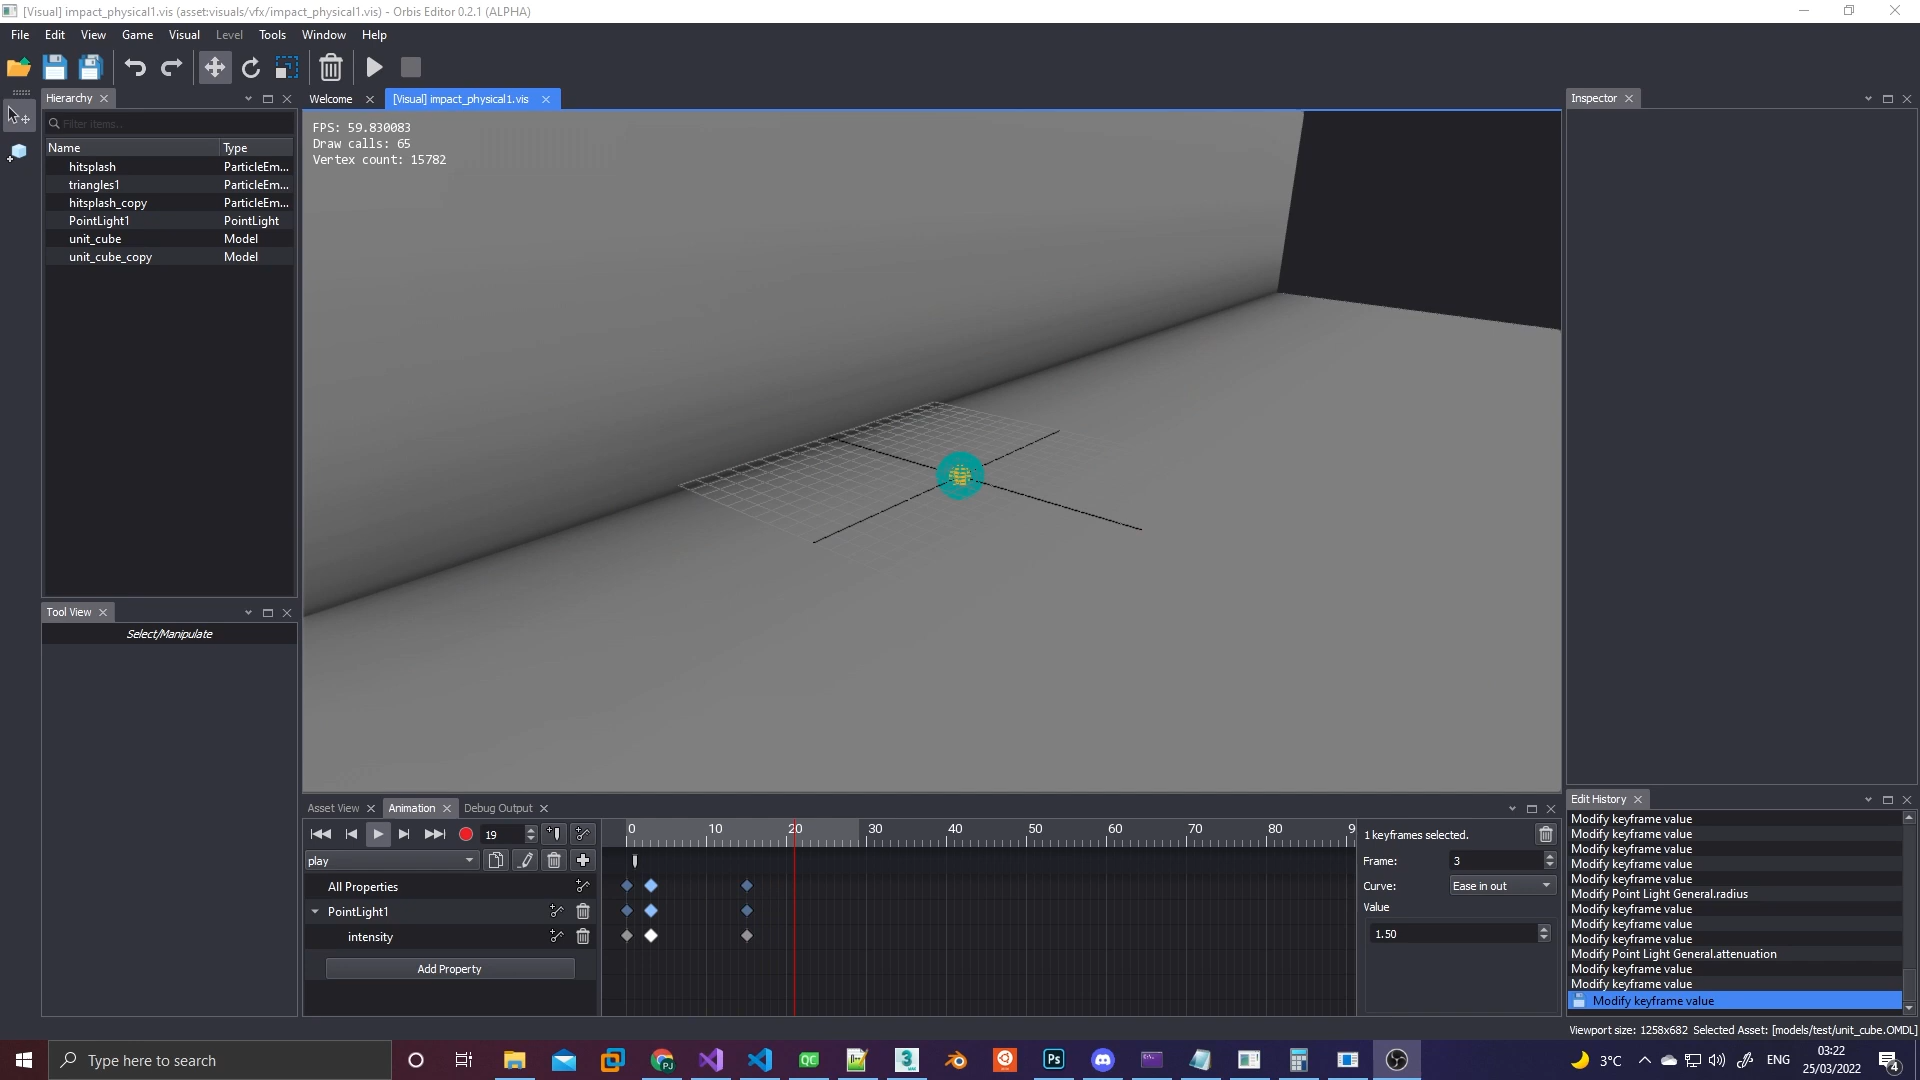 [Visual] impact_physical1.vis (asset:visuals/vfx/impact_physical1.vis) - Orbis Editor 0.2.1 (ALPHA)
File Edit View Game Visual Level Tools Window Help
Hierarchy
Filter items...
Name Type
hitsplash ParticleEm...
triangles1 ParticleEm...
hitsplash_copy ParticleEm...
PointLight1 PointLight
unit_cube Model
unit_cube_copy Model
Tool View
Select/Manipulate
Welcome [Visual] impact_physical1.vis
FPS: 59.830083
Draw calls: 65
Vertex count: 15782
Inspector
Asset View Animation Debug Output
19
play
All Properties
PointLight1
intensity
Add Property
0 10 20 30 40 50 60 70 80 9
1 keyframes selected.
Frame: 3
Curve: Ease in out
Value
1.50
Edit History
Modify keyframe value
Modify keyframe value
Modify keyframe value
Modify keyframe value
Modify keyframe value
Modify Point Light General.radius
Modify keyframe value
Modify keyframe value
Modify keyframe value
Modify Point Light General.attenuation
Modify keyframe value
Modify keyframe value
Modify keyframe value
Viewport size: 1258x682 Selected Asset: [models/test/unit_cube.OMDL]
Type here to search
QC
PJ
3
Ps
3°C
ENG
03:22
25/03/2022
4